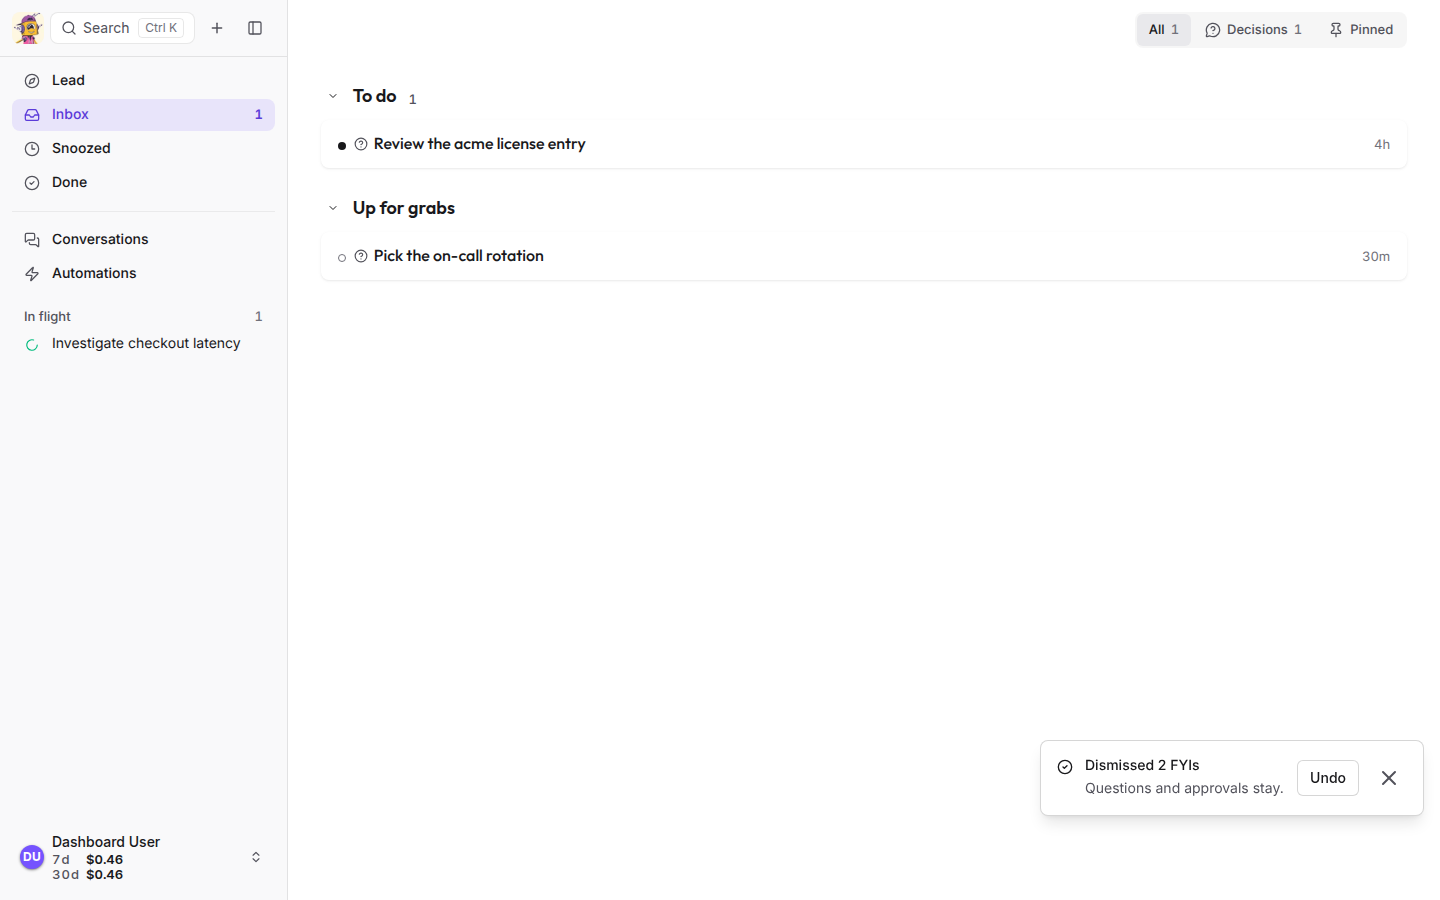 Search Ctrl K
Lead
Inbox 1
Snoozed
Done
Conversations
Automations
In flight 1
Investigate checkout latency
DU
Dashboard User
7d $0.46
30d $0.46
All 1 Decisions 1 Pinned
To do 1
Review the acme license entry 4h
Up for grabs
Pick the on-call rotation 30m
Dismissed 2 FYIs
Questions and approvals stay.
Undo